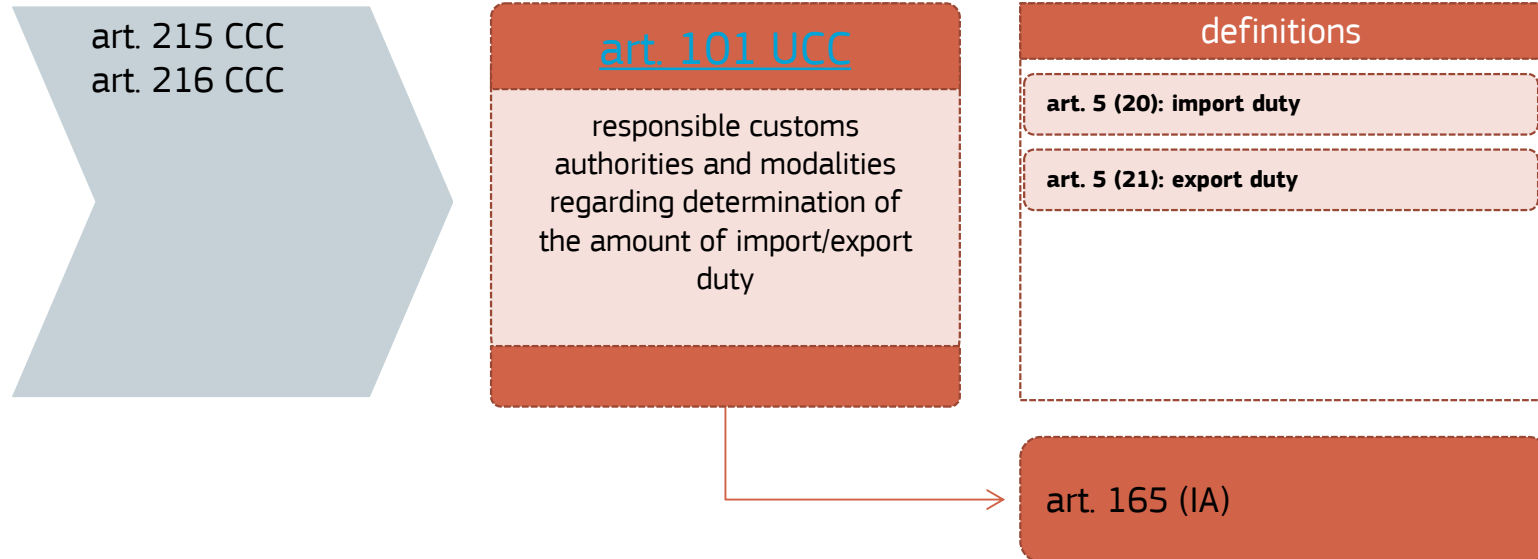 art. 215 CCC
art. 216 CCC
art. 101 UCC
responsible customs
authorities and modalities
regarding determination of
the amount of import/export
duty
definitions
art. 5 (20): import duty
art. 5 (21): export duty
art. 165 (IA)